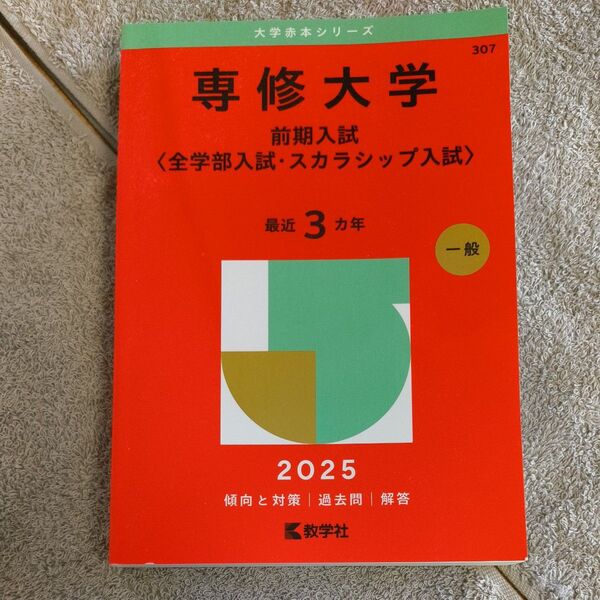 大学赤本シリーズ
307
専修大学
前期入試
〈全学部入試・スカラシップ入試〉
最近 3 カ年
一般
2025
傾向と対策｜過去問｜解答
教学社